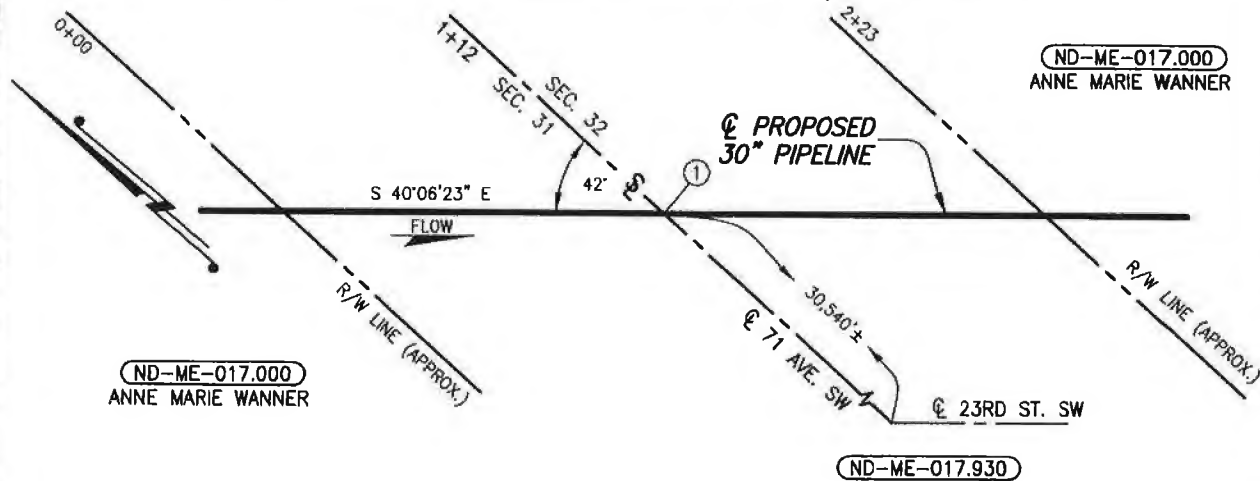 0+00
1+12
SEC. 31
SEC. 32
2+23
ND-ME-017.000
ANNE MARIE WANNER
℄ PROPOSED
30" PIPELINE
1
42°
S 40°06'23" E
FLOW
R/W LINE (APPROX.)
30,540'±
℄ 71 AVE. SW
R/W LINE (APPROX.)
ND-ME-017.000
ANNE MARIE WANNER
℄ 23RD ST. SW
ND-ME-017.930